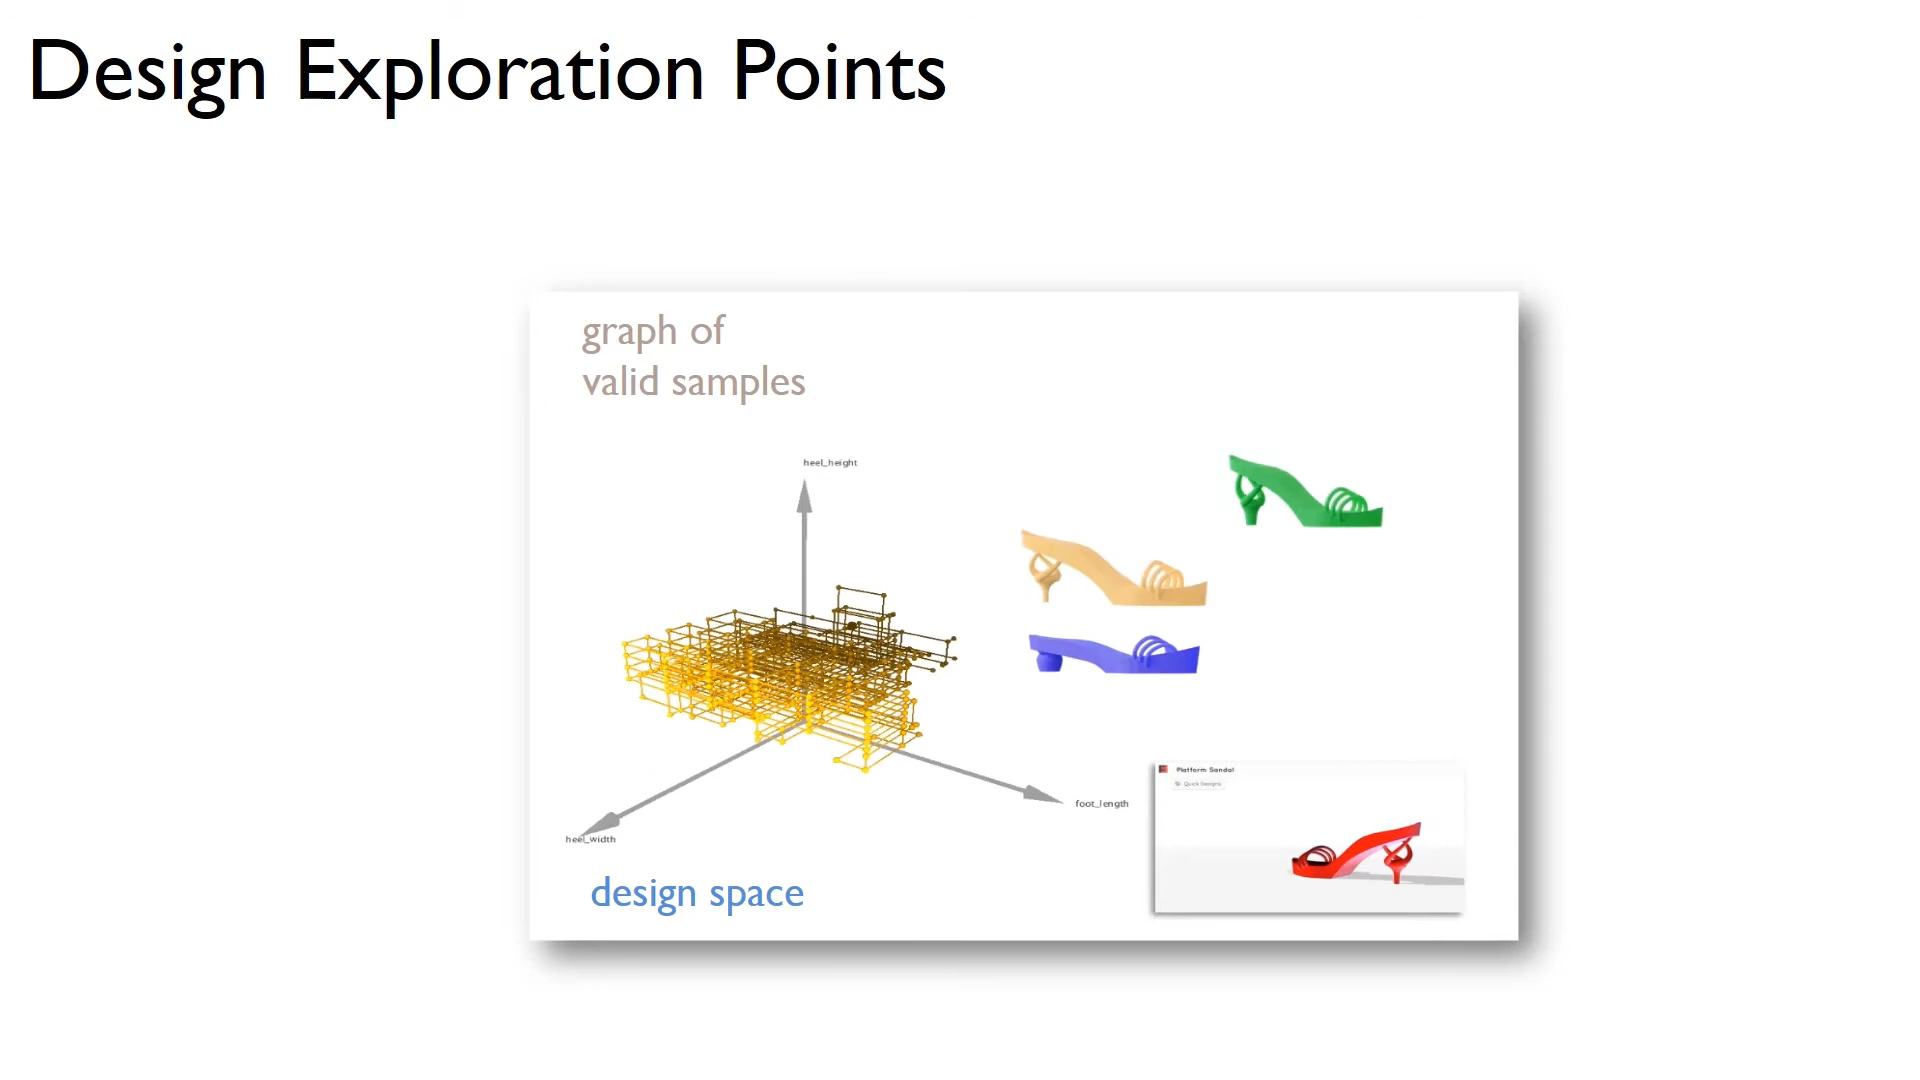 Design Exploration Points
graph of
valid samples
heel_height
foot_length
heel_width
design space
Platform Sandal
Quick Designs